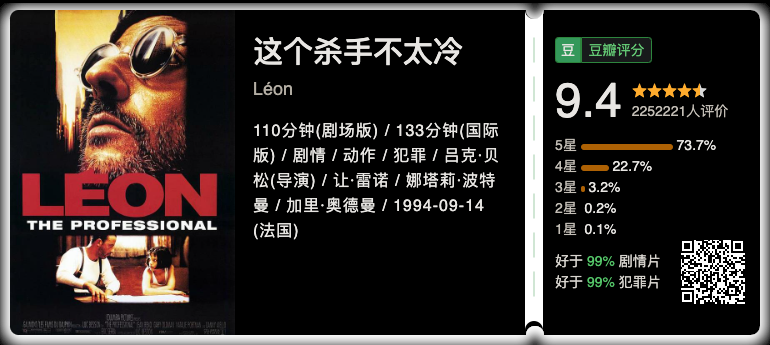 LEON
THE PROFESSIONAL
这个杀手不太冷
Léon
110分钟(剧场版) / 133分钟(国际
版) / 剧情 / 动作 / 犯罪 / 吕克·贝
松(导演) / 让·雷诺 / 娜塔莉·波特
曼 / 加里·奥德曼 / 1994-09-14
(法国)
豆 豆瓣评分
9.4
2252221人评价
5星 73.7%
4星 22.7%
3星 3.2%
2星 0.2%
1星 0.1%
好于 99% 剧情片
好于 99% 犯罪片